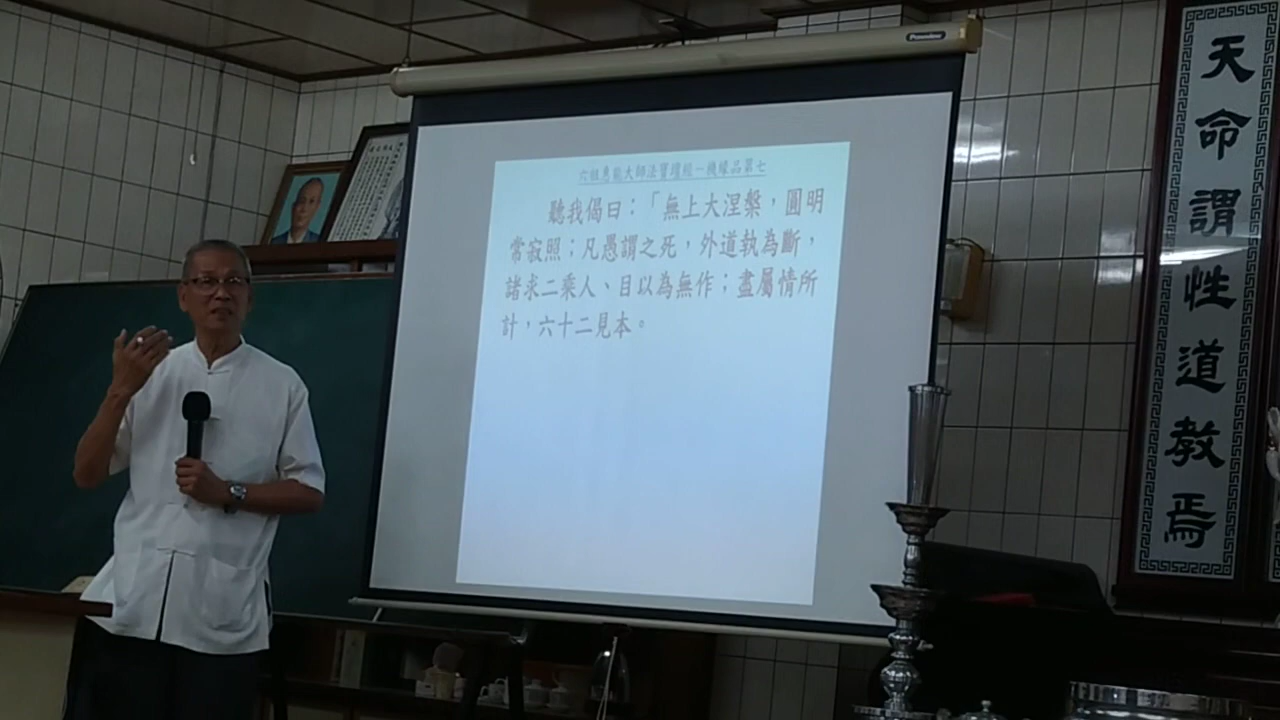 六祖惠能大師法寶壇經－機緣品第七
聽我偈曰：「無上大涅槃，圓明
常寂照；凡愚謂之死，外道執為斷，
諸求二乘人、目以為無作；盡屬情所
計，六十二見本。
天命謂性道教焉